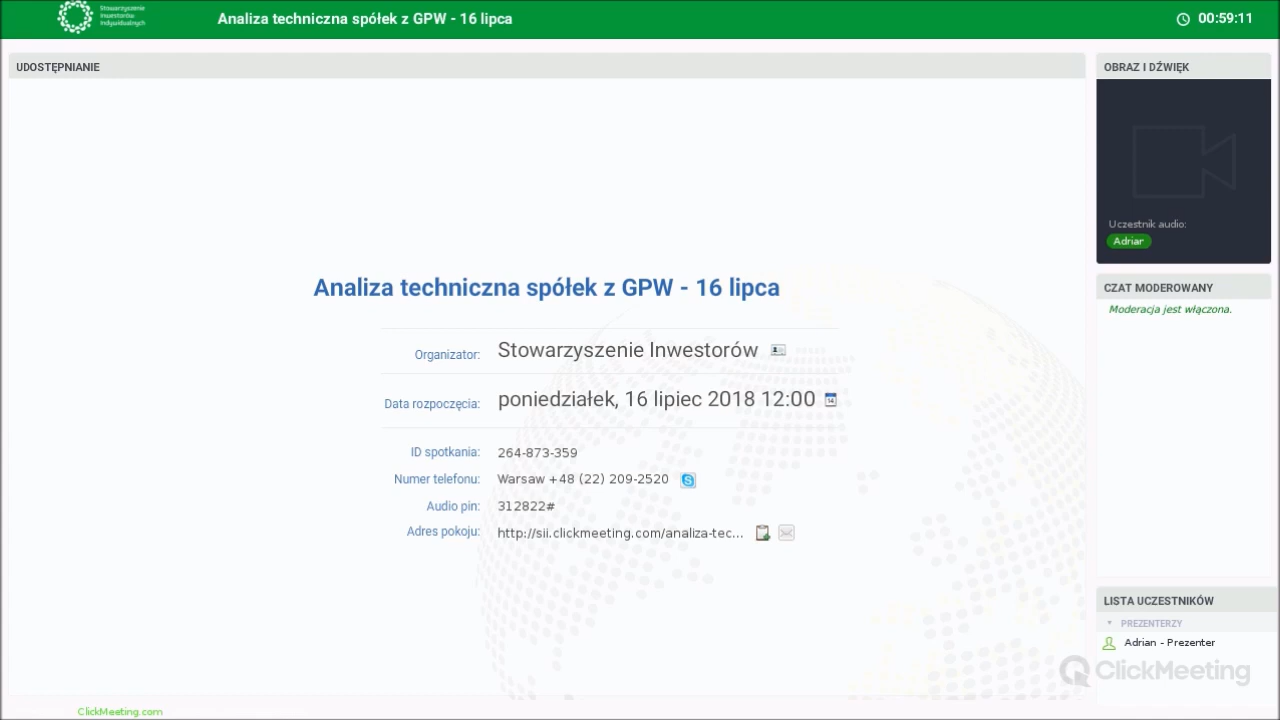 Stowarzyszenie
Inwestorów
Indywidualnych
Analiza techniczna spółek z GPW - 16 lipca
00:59:11
UDOSTĘPNIANIE
Analiza techniczna spółek z GPW - 16 lipca
Organizator: Stowarzyszenie Inwestorów
Data rozpoczęcia: poniedziałek, 16 lipiec 2018 12:00
ID spotkania: 264-873-359
Numer telefonu: Warsaw +48 (22) 209-2520
Audio pin: 312822#
Adres pokoju: http://sii.clickmeeting.com/analiza-tec...
OBRAZ I DŹWIĘK
Uczestnik audio:
Adrian
CZAT MODEROWANY
Moderacja jest włączona.
LISTA UCZESTNIKÓW
PREZENTERZY
Adrian - Prezenter
ClickMeeting
ClickMeeting.com